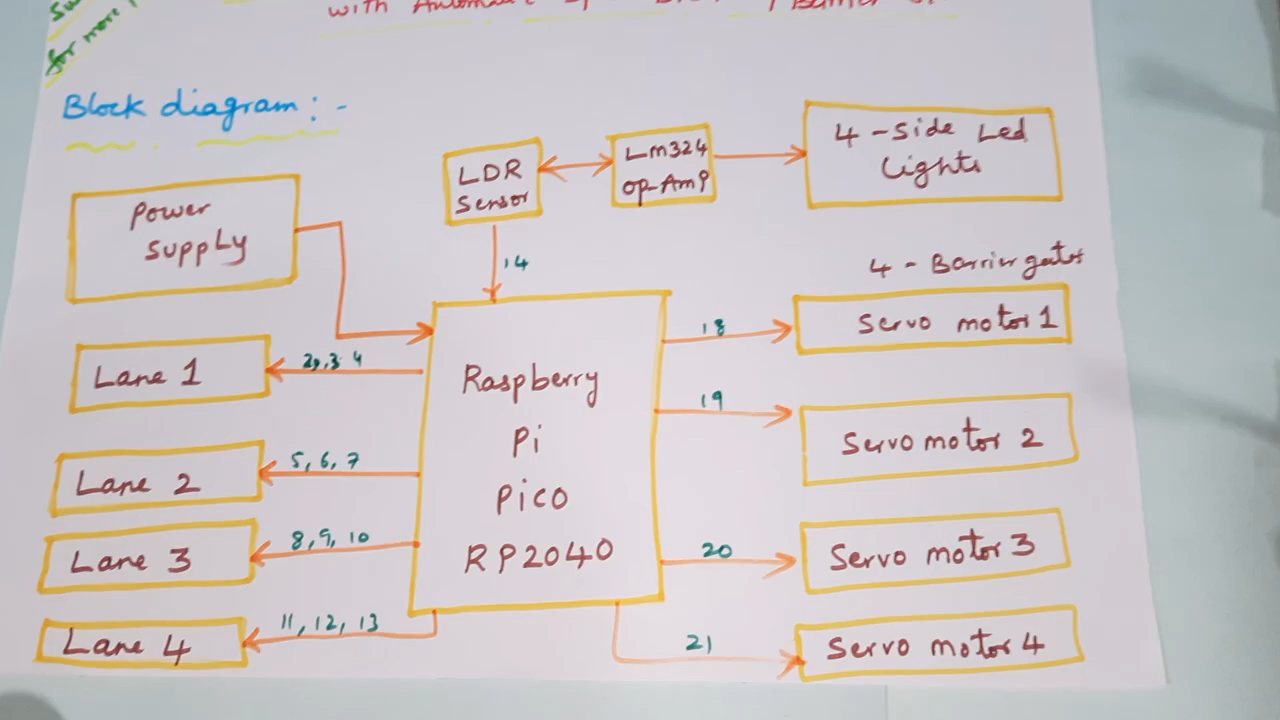 for more
with
Block diagram:-
LDR
Sensor
Lm324
op-Amp
4-Side Led
Lights
Power
Supply
14
4 - Barrier gates
18
Servo motor 1
Lane 1
2, 3 4
Raspberry
Pi
Pico
RP2040
19
Servo motor 2
Lane 2
5, 6, 7
Lane 3
8, 9, 10
20
Servo motor 3
Lane 4
11, 12, 13
21
Servo motor 4